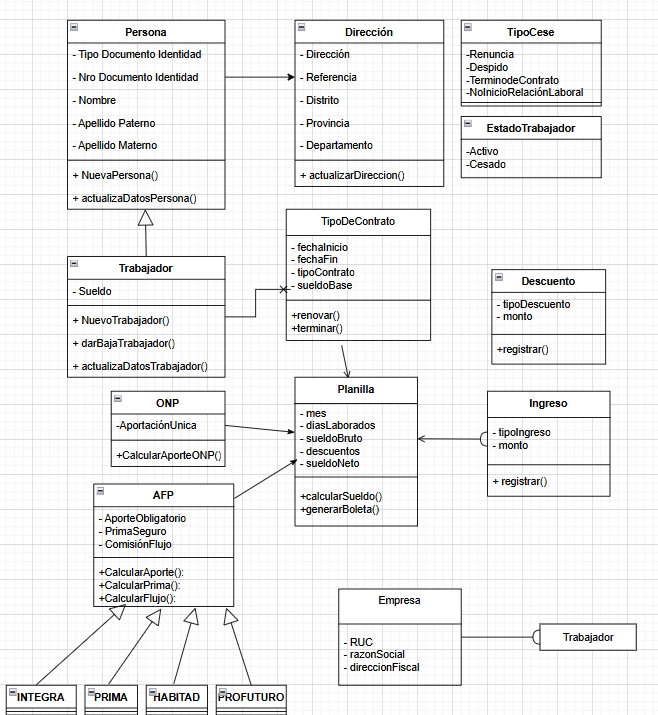 Persona
- Tipo Documento Identidad
- Nro Documento Identidad
- Nombre
- Apellido Paterno
- Apellido Materno
+ NuevaPersona()
+ actualizaDatosPersona()
Dirección
- Dirección
- Referencia
- Distrito
- Provincia
- Departamento
+ actualizarDireccion()
TipoCese
-Renuncia
-Despido
-TerminodeContrato
-NoInicioRelaciónLaboral
EstadoTrabajador
-Activo
-Cesado
Trabajador
- Sueldo
+ NuevoTrabajador()
+ darBajaTrabajador()
+ actualizaDatosTrabajador()
TipoDeContrato
- fechaInicio
- fechaFin
- tipoContrato
- sueldoBase
+renovar()
+terminar()
Descuento
- tipoDescuento
- monto
+registrar()
ONP
-AportaciónUnica
+CalcularAporteONP()
Planilla
- mes
- diasLaborados
- sueldoBruto
- descuentos
- sueldoNeto
+calcularSueldo()
+generarBoleta()
Ingreso
- tipoIngreso
- monto
+ registrar()
AFP
- AporteObligatorio
- PrimaSeguro
- ComisiónFlujo
+CalcularAporte():
+CalcularPrima():
+CalcularFlujo():
Empresa
- RUC
- razonSocial
- direccionFiscal
Trabajador
INTEGRA
PRIMA
HABITAD
PROFUTURO